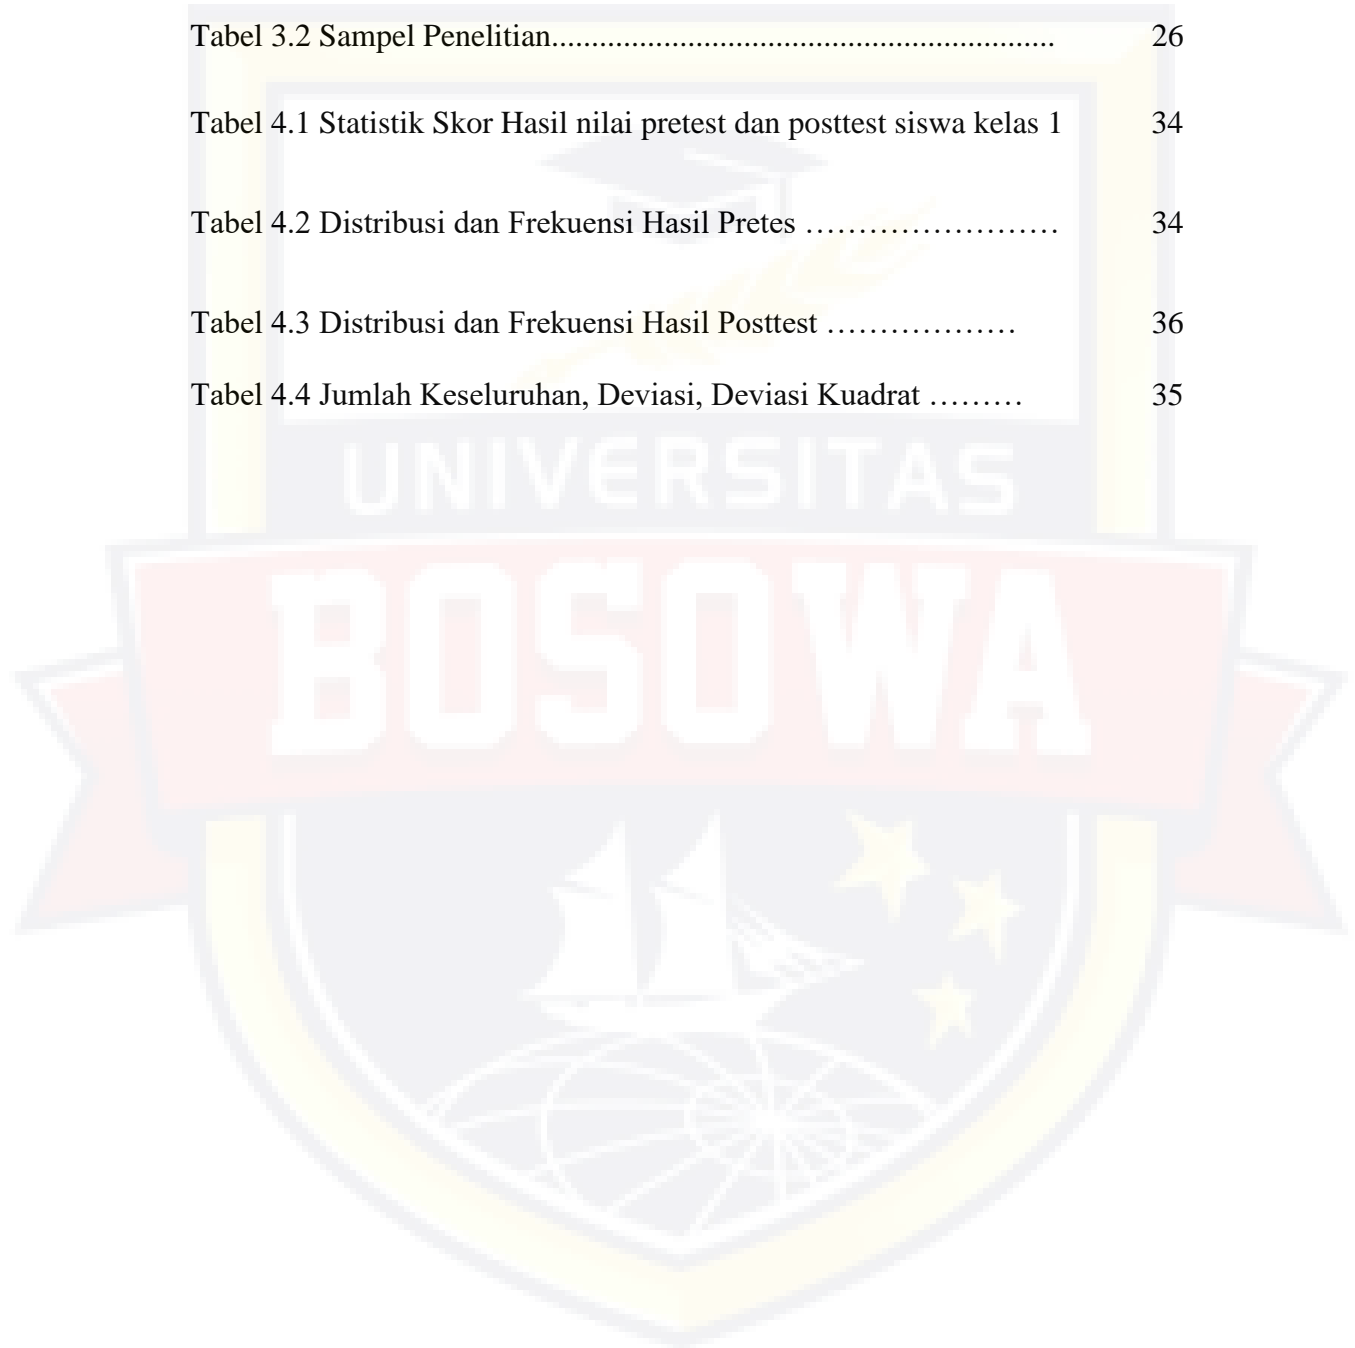 Tabel 3.2 Sampel Penelitian............................................................... 26
Tabel 4.1 Statistik Skor Hasil nilai pretest dan posttest siswa kelas 1 34
Tabel 4.2 Distribusi dan Frekuensi Hasil Pretes …………………… 34
Tabel 4.3 Distribusi dan Frekuensi Hasil Posttest ……………… 36
Tabel 4.4 Jumlah Keseluruhan, Deviasi, Deviasi Kuadrat ……… 35
UNIVERSITAS
BOSOWA